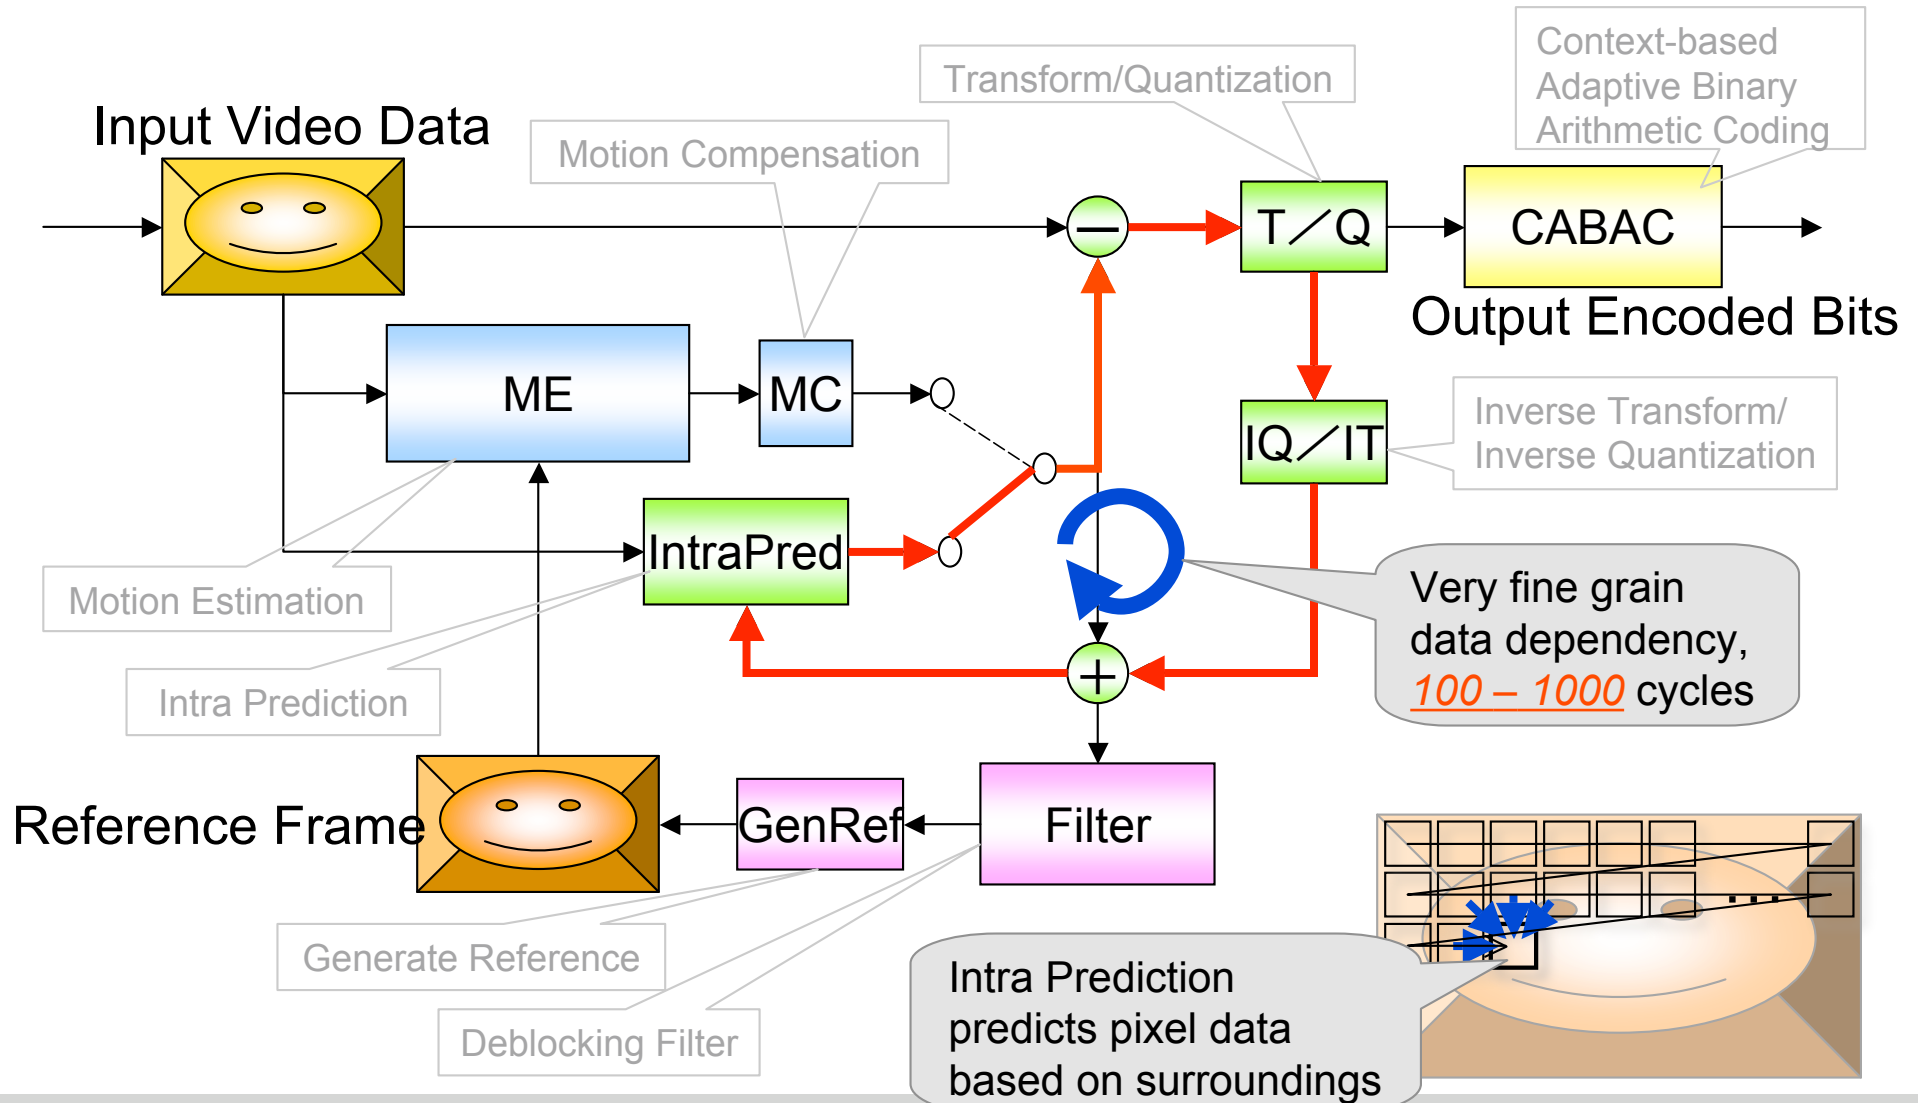 Context-based
Adaptive Binary
Arithmetic Coding
Transform/Quantization
Input Video Data
Motion Compensation
−
T／Q
CABAC
Output Encoded Bits
ME
MC
IQ／IT
Inverse Transform/
Inverse Quantization
IntraPred
Motion Estimation
Very fine grain
data dependency,
100 – 1000 cycles
Intra Prediction
+
Reference Frame
GenRef
Filter
...
Generate Reference
Deblocking Filter
Intra Prediction
predicts pixel data
based on surroundings